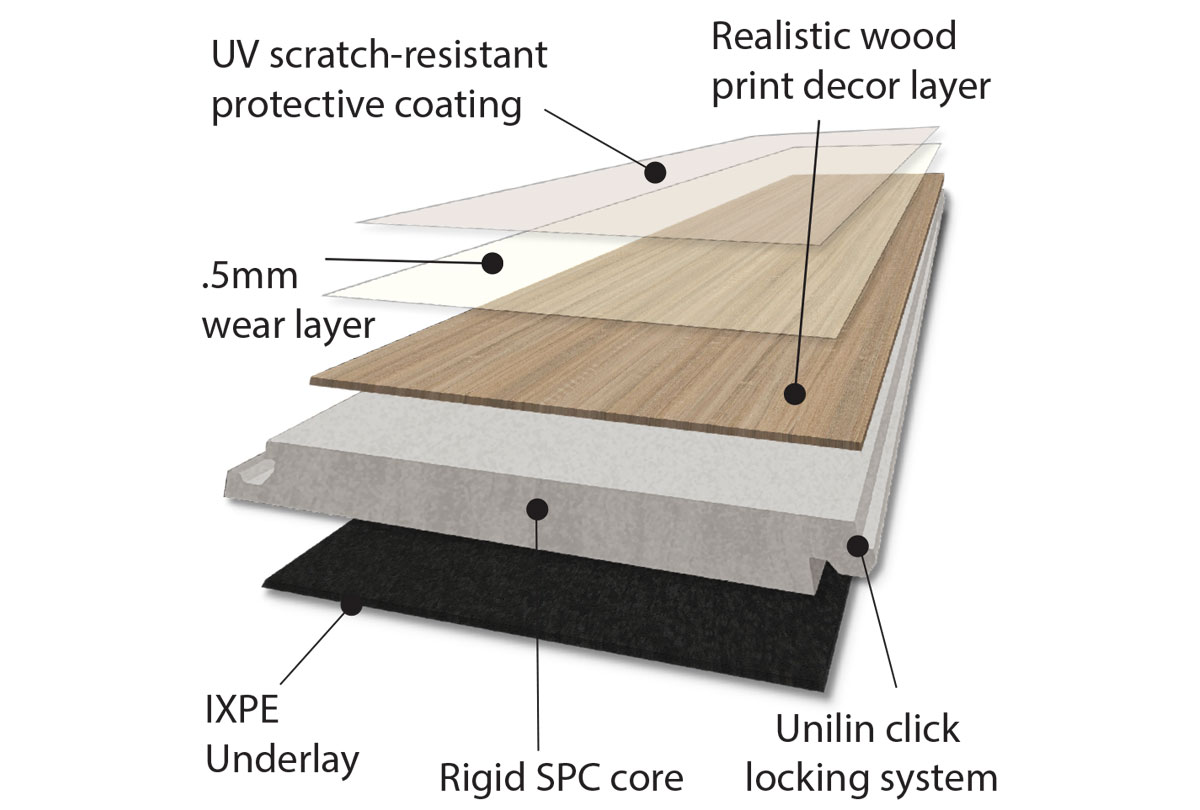 UV scratch-resistant
protective coating
Realistic wood
print decor layer
.5mm
wear layer
IXPE
Underlay
Rigid SPC core
Unilin click
locking system